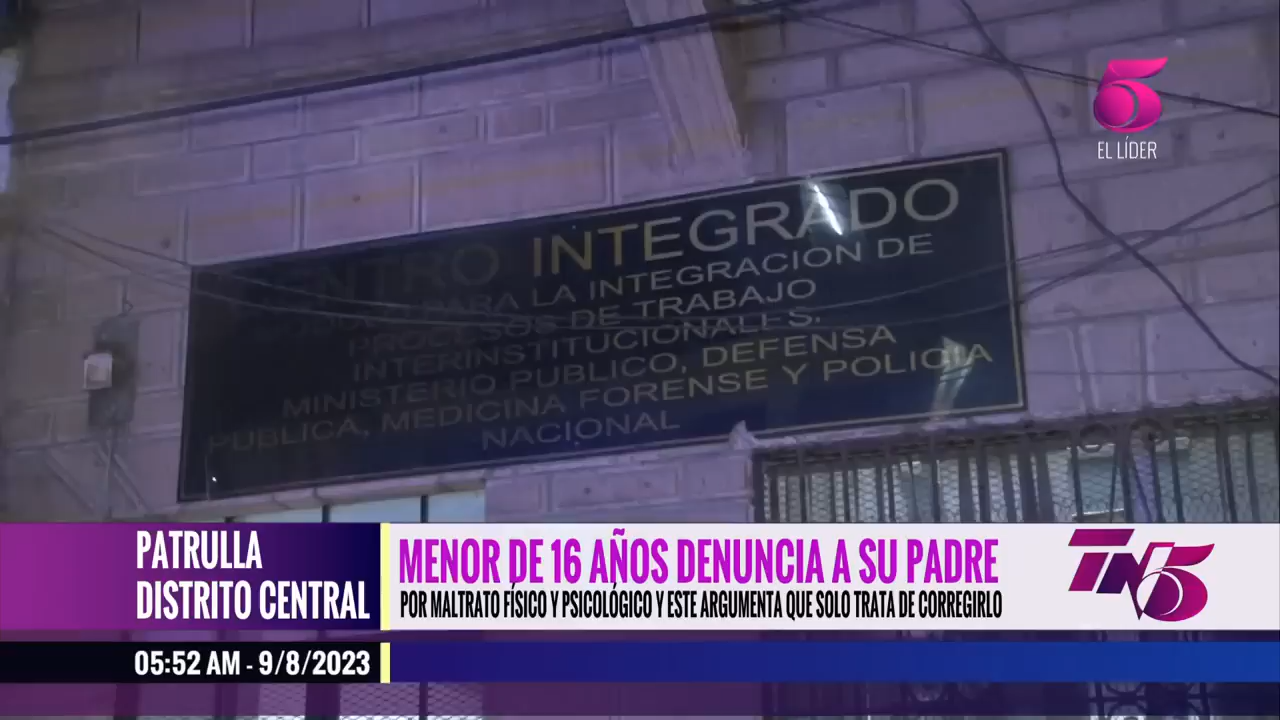 5
EL LÍDER
CENTRO INTEGRADO
PARA LA INTEGRACION DE
PROCESOS DE TRABAJO
INTERINSTITUCIONALES.
MINISTERIO PUBLICO, DEFENSA
PUBLICA, MEDICINA FORENSE Y POLICIA
NACIONAL
PATRULLA
DISTRITO CENTRAL
MENOR DE 16 AÑOS DENUNCIA A SU PADRE
POR MALTRATO FÍSICO Y PSICOLÓGICO Y ESTE ARGUMENTA QUE SOLO TRATA DE CORREGIRLO
TN5
05:52 AM - 9/8/2023